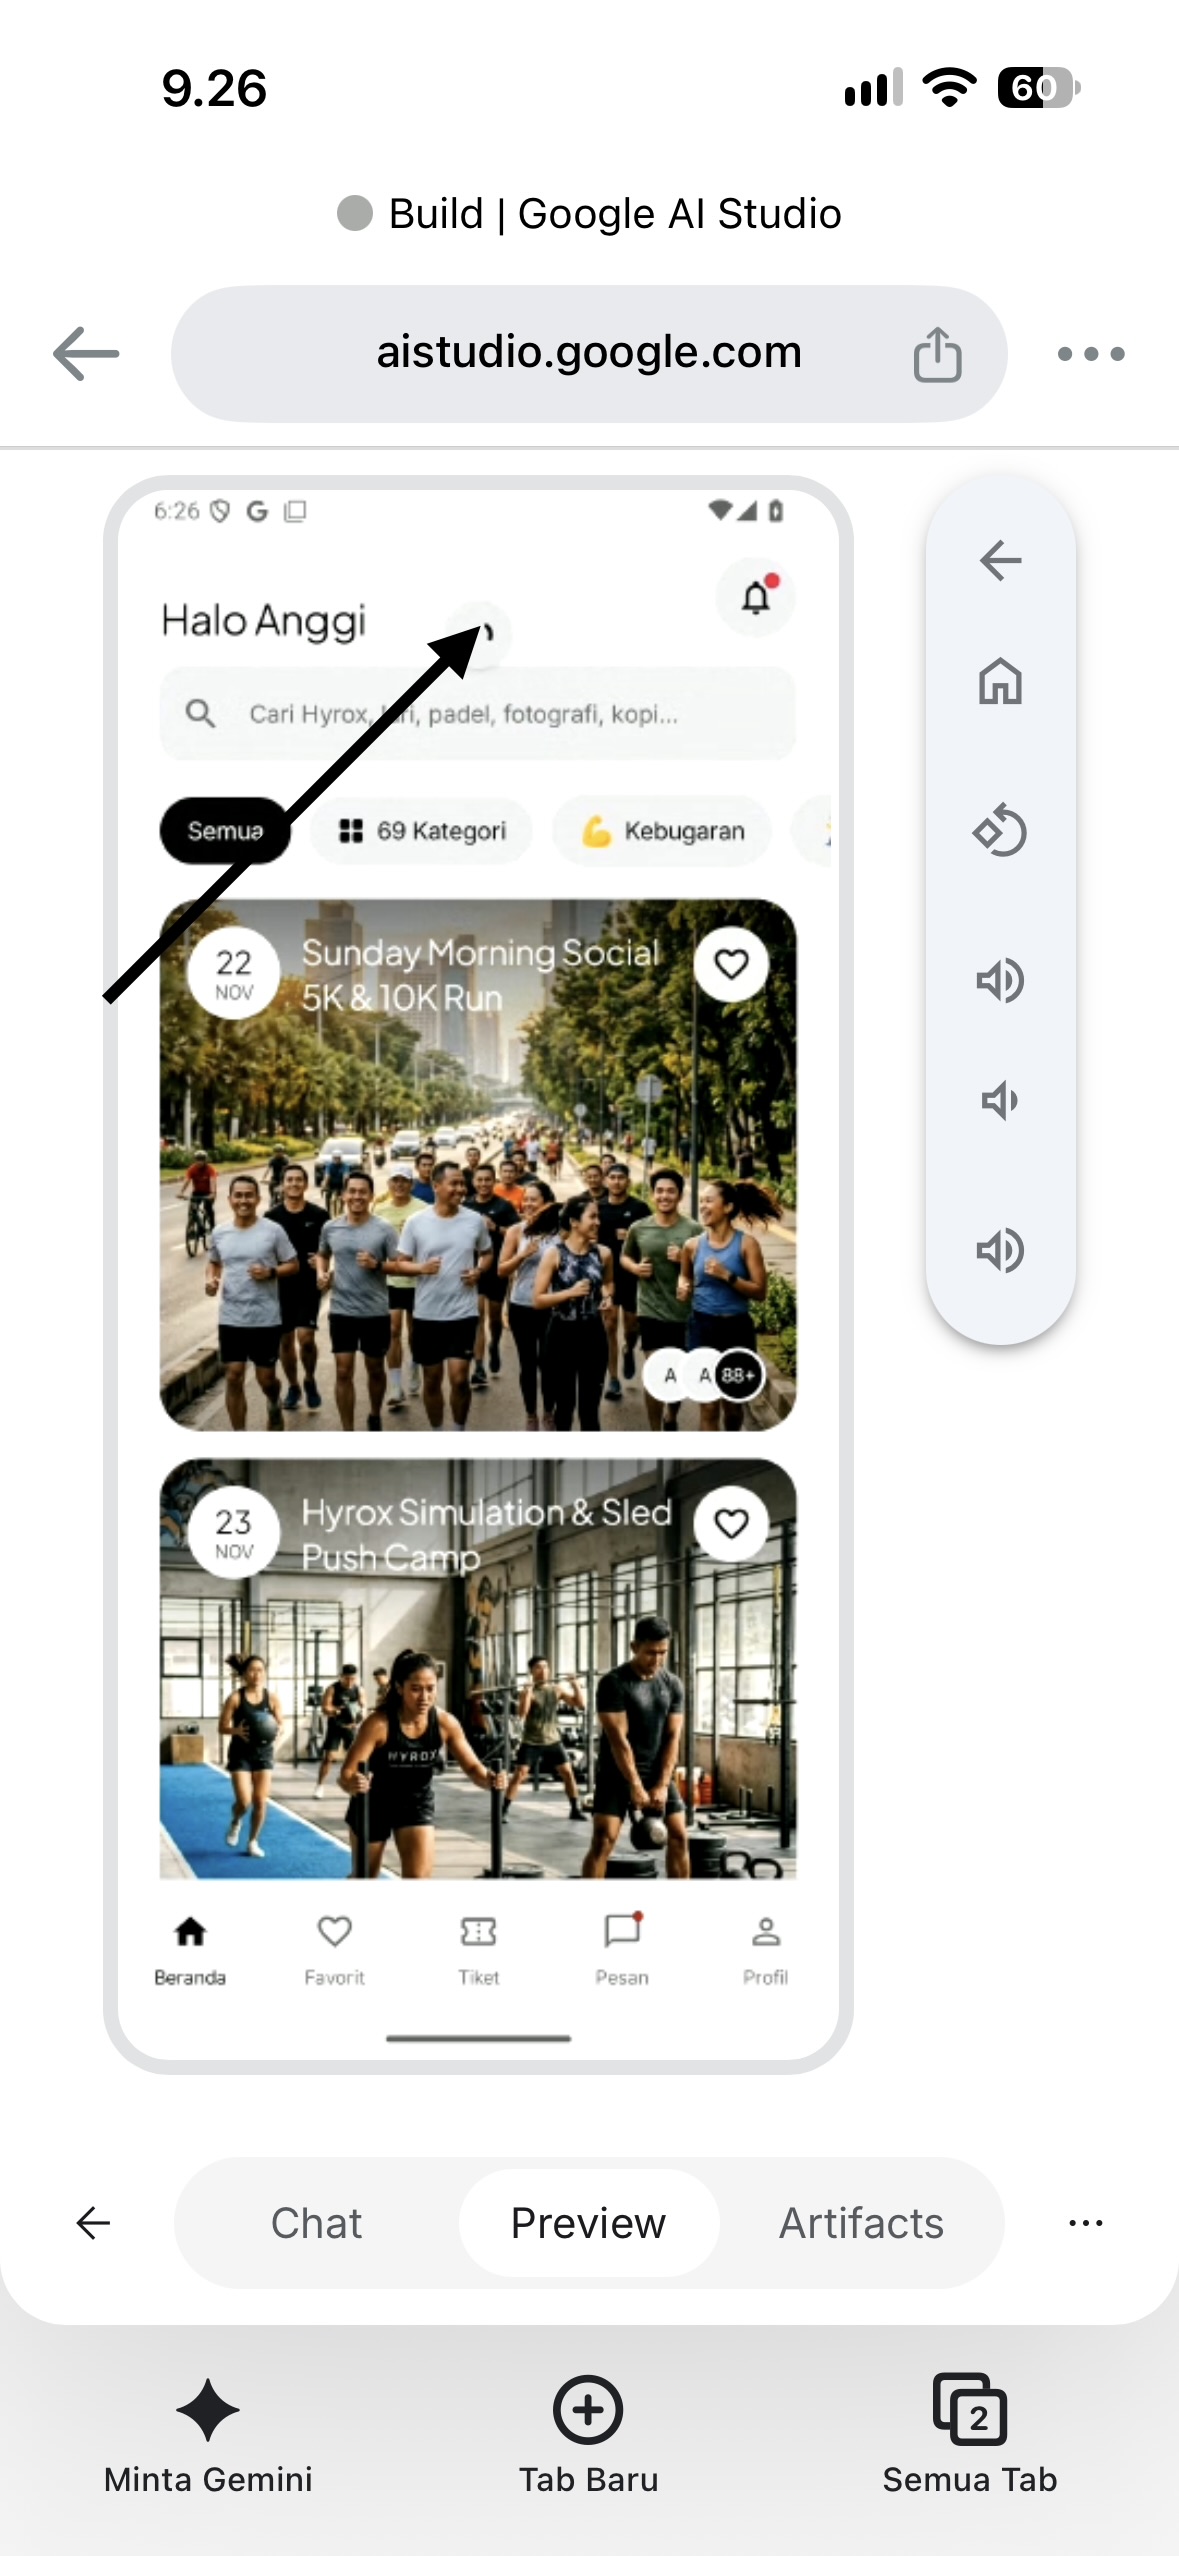 9.26
60
Build | Google AI Studio
aistudio.google.com
6:26 G
Halo Anggi
Cari Hyrox, lari, padel, fotografi, kopi...
Semua
69 Kategori
Kebugaran
22
NOV
Sunday Morning Social
5K & 10K Run
A A 88+
23
NOV
Hyrox Simulation & Sled
Push Camp
HYROX
Beranda
Favorit
Tiket
Pesan
Profil
Chat
Preview
Artifacts
2
Minta Gemini
Tab Baru
Semua Tab